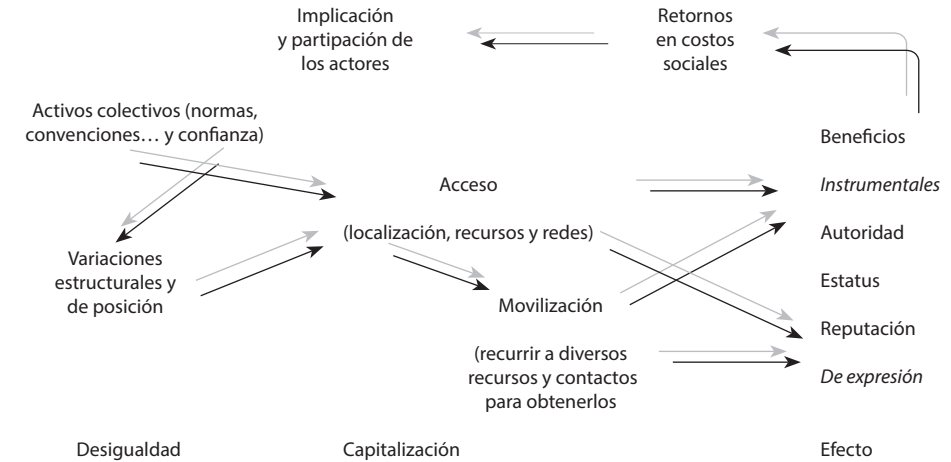 Implicación
y partipación de
los actores
Retornos
en costos
sociales
Activos colectivos (normas,
convenciones… y confianza)
Beneficios
Acceso
Instrumentales
(localización, recursos y redes)
Autoridad
Variaciones
estructurales y
de posición
Estatus
Movilización
Reputación
(recurrir a diversos
recursos y contactos
para obtenerlos
De expresión
Desigualdad
Capitalización
Efecto